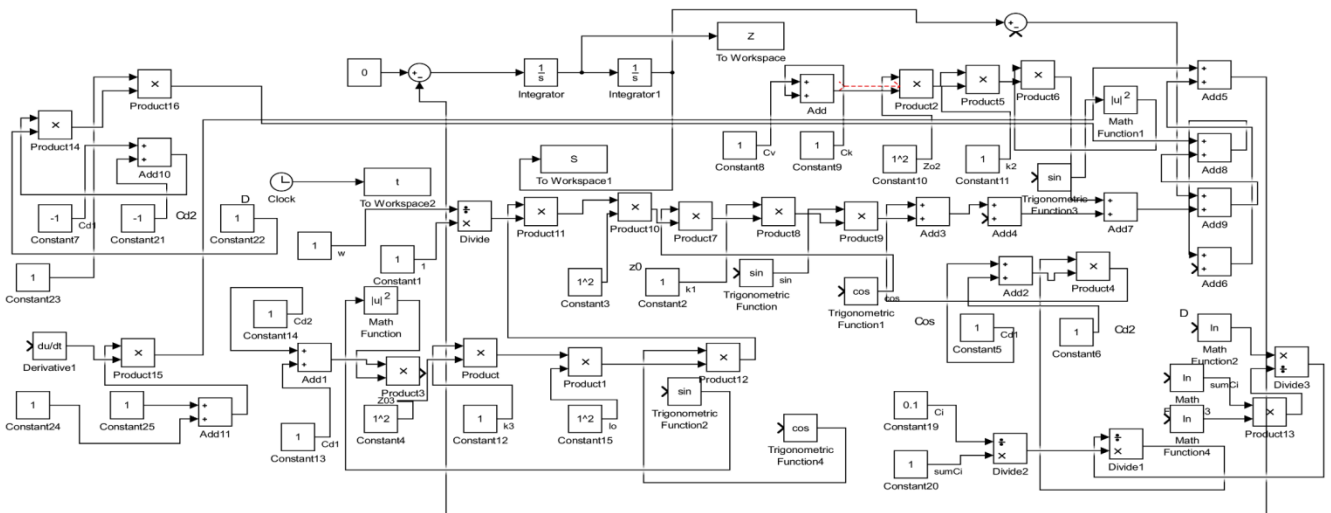 Z
To Workspace
0
1/s
Integrator
1/s
Integrator1
Product16
Product14
Add10
Add
Product2
Product5
Product6
|u|²
Math
Function1
Add5
1
Cv
Constant8
1
Ck
Constant9
1^2
Zo2
Constant10
1
k2
Constant11
sin
Trigonometric
Function3
Add8
S
To Workspace1
Clock
t
To Workspace2
-1
Cd1
Constant7
-1
Cd2
Constant21
D
1
Constant22
1
w
Divide
Product11
Product10
Product7
Product8
Product9
Add3
Add4
Add7
Add9
1
Constant23
1
1
Constant1
1^2
Constant3
z0
1
k1
Constant2
sin
sin
Trigonometric
Function
cos
cos
Trigonometric
Function1
Add2
Product4
Add6
1
Cd2
Constant14
|u|²
Math
Function
Cos
1
Cd1
Constant5
1
Cd2
Constant6
D
ln
Math
Function2
du/dt
Derivative1
Product15
Add1
Product3
Product
Product1
Product12
Divide3
ln
sumCi
Math
ln
Math
Function4
Product13
1
Constant24
1
Constant25
Add11
1
Cd1
Constant13
Zo3
1^2
Constant4
1
k3
Constant12
1^2
lo
Constant15
sin
Trigonometric
Function2
cos
Trigonometric
Function4
0.1
Ci
Constant19
1
sumCi
Constant20
Divide2
Divide1